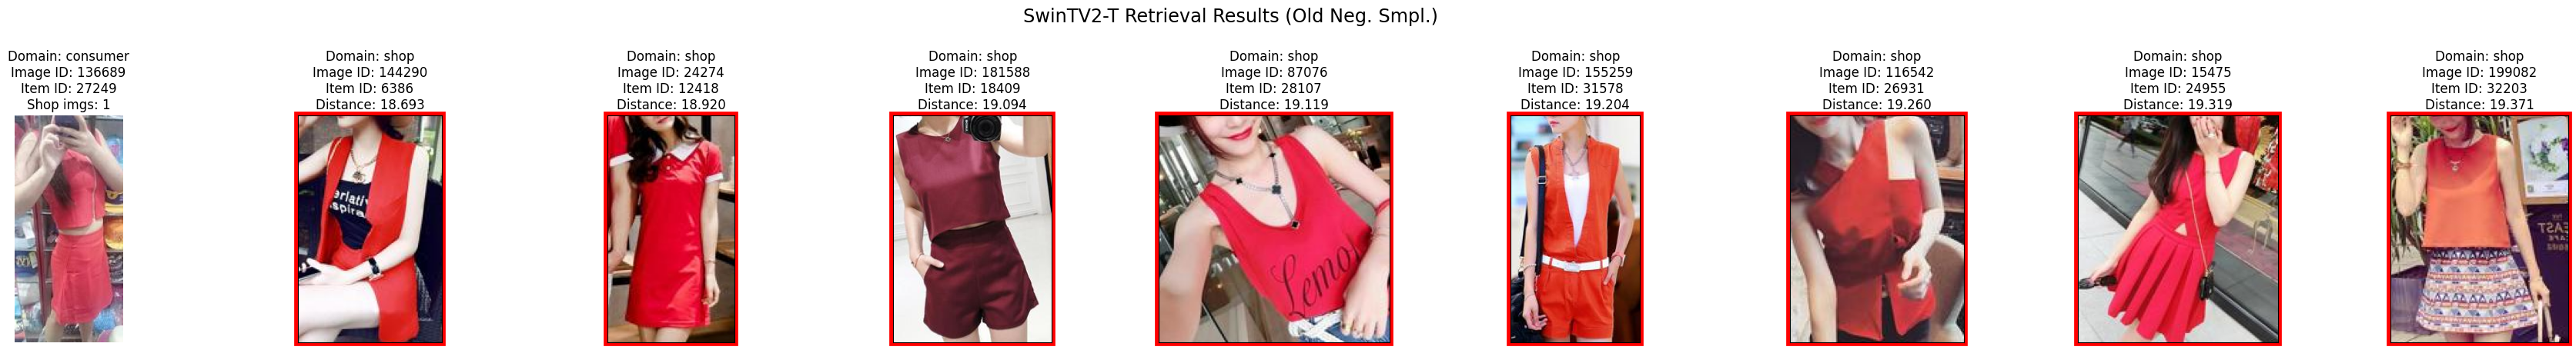 SwinTV2-T Retrieval Results (Old Neg. Smpl.)
Domain: consumer
Image ID: 136689
Item ID: 27249
Shop imgs: 1
Domain: shop
Image ID: 144290
Item ID: 6386
Distance: 18.693
Domain: shop
Image ID: 24274
Item ID: 12418
Distance: 18.920
Domain: shop
Image ID: 181588
Item ID: 18409
Distance: 19.094
Domain: shop
Image ID: 87076
Item ID: 28107
Distance: 19.119
Domain: shop
Image ID: 155259
Item ID: 31578
Distance: 19.204
Domain: shop
Image ID: 116542
Item ID: 26931
Distance: 19.260
Domain: shop
Image ID: 15475
Item ID: 24955
Distance: 19.319
Domain: shop
Image ID: 199082
Item ID: 32203
Distance: 19.371
Lemon
EAST